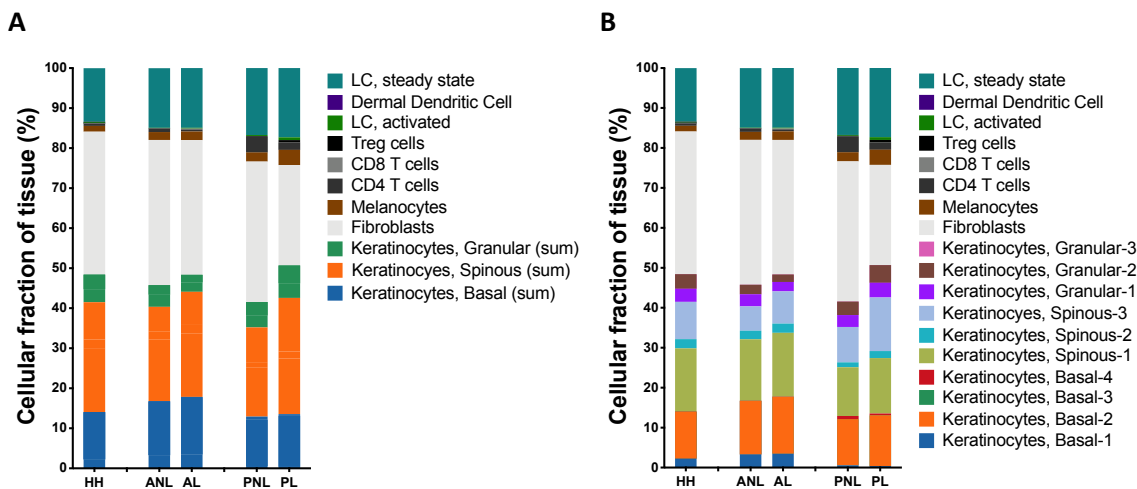 A
Cellular fraction of tissue (%)
100
90
80
70
60
50
40
30
20
10
0
HH ANL AL PNL PL
LC, steady state
Dermal Dendritic Cell
LC, activated
Treg cells
CD8 T cells
CD4 T cells
Melanocytes
Fibroblasts
Keratinocytes, Granular (sum)
Keratinocyes, Spinous (sum)
Keratinocytes, Basal (sum)
B
Cellular fraction of tissue (%)
100
90
80
70
60
50
40
30
20
10
0
HH ANL AL PNL PL
LC, steady state
Dermal Dendritic Cell
LC, activated
Treg cells
CD8 T cells
CD4 T cells
Melanocytes
Fibroblasts
Keratinocytes, Granular-3
Keratinocytes, Granular-2
Keratinocytes, Granular-1
Keratinocyes, Spinous-3
Keratinocytes, Spinous-2
Keratinocytes, Spinous-1
Keratinocytes, Basal-4
Keratinocytes, Basal-3
Keratinocytes, Basal-2
Keratinocytes, Basal-1